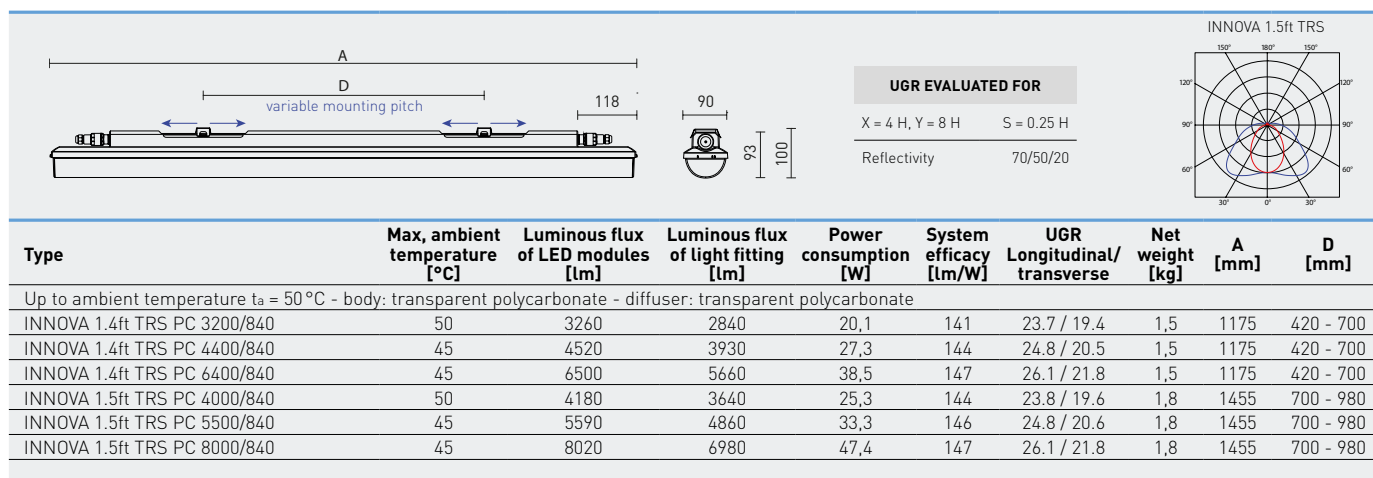 INNOVA 1.5ft TRS
150° 180° 150°
120° 120°
90° 90°
60° 60°
30° 0° 30°
A
D
variable mounting pitch
118
90
93
100
UGR EVALUATED FOR
X = 4 H, Y = 8 H S = 0.25 H
Reflectivity 70/50/20
Type Max, ambient temperature [°C] Luminous flux of LED modules [lm] Luminous flux of light fitting [lm] Power consumption [W] System efficacy [lm/W] UGR Longitudinal/ transverse Net weight [kg] A [mm] D [mm]
Up to ambient temperature ta = 50°C - body: transparent polycarbonate - diffuser: transparent polycarbonate
INNOVA 1.4ft TRS PC 3200/840 50 3260 2840 20,1 141 23.7 / 19.4 1,5 1175 420 - 700
INNOVA 1.4ft TRS PC 4400/840 45 4520 3930 27,3 144 24.8 / 20.5 1,5 1175 420 - 700
INNOVA 1.4ft TRS PC 6400/840 45 6500 5660 38,5 147 26.1 / 21.8 1,5 1175 420 - 700
INNOVA 1.5ft TRS PC 4000/840 50 4180 3640 25,3 144 23.8 / 19.6 1,8 1455 700 - 980
INNOVA 1.5ft TRS PC 5500/840 45 5590 4860 33,3 146 24.8 / 20.6 1,8 1455 700 - 980
INNOVA 1.5ft TRS PC 8000/840 45 8020 6980 47,4 147 26.1 / 21.8 1,8 1455 700 - 980